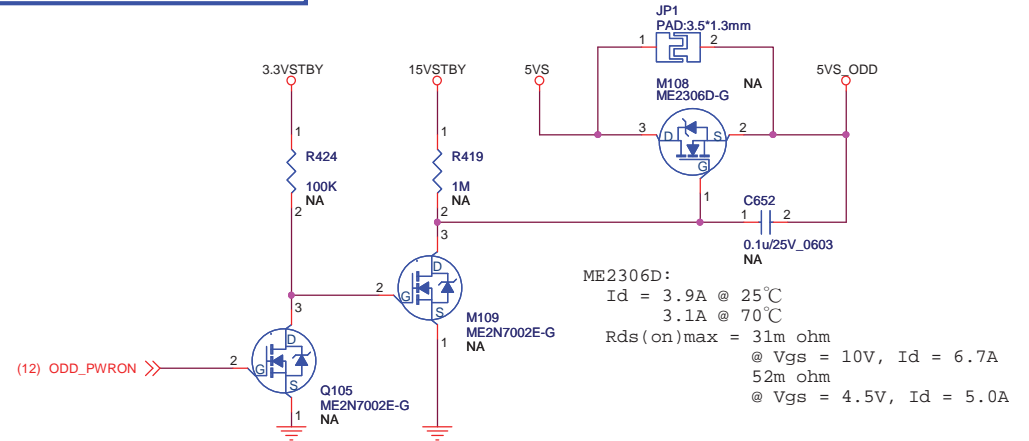 JP1
PAD:3.5*1.3mm
1
2
3.3VSTBY
15VSTBY
5VS
5VS_ODD
M108
NA
ME2306D-G
3
D
S
2
G
1
1
R424
100K
NA
2
1
R419
1M
NA
2
C652
1
2
0.1u/25V_0603
NA
3
D
2
G
S
M109
ME2N7002E-G
NA
1
3
D
(12) ODD_PWRON
2
G
S
Q105
ME2N7002E-G
NA
1
ME2306D:
Id = 3.9A @ 25℃
3.1A @ 70℃
Rds(on)max = 31m ohm
@ Vgs = 10V, Id = 6.7A
52m ohm
@ Vgs = 4.5V, Id = 5.0A